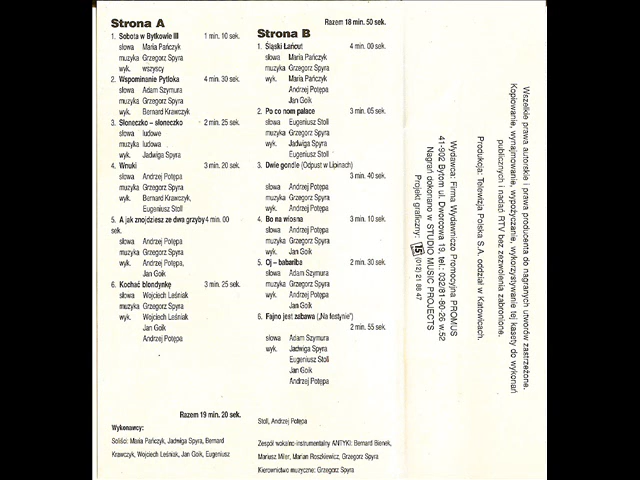 Strona A
1. Sobota w Bytkowie III 1 min. 10 sek.
słowa Maria Pańczyk
muzyka Grzegorz Spyra
wyk. wszyscy
2. Wspominanie Pytloka 4 min. 30 sek.
słowa Adam Szymura
muzyka Grzegorz Spyra
wyk. Bernard Krawczyk
3. Słoneczko – słoneczko 2 min. 25 sek.
słowa ludowe
muzyka ludowa
wyk. Jadwiga Spyra
4. Wnuki 3 min. 20 sek.
słowa Andrzej Potępa
muzyka Grzegorz Spyra
wyk. Bernard Krawczyk,
Eugeniusz Stoll
5. A jak znojdziesz ze dwa grzyby 4 min. 00
sek.
słowa Andrzej Potępa
muzyka Grzegorz Spyra
wyk. Andrzej Potępa,
Jan Goik
6. Kochać blondynkę 3 min. 25 sek.
słowa Wojciech Leśniak
muzyka Grzegorz Spyra
wyk. Wojciech Leśniak
Jan Goik
Andrzej Potępa
Razem 19 min. 20 sek.
Wykonawcy:
Soliści: Maria Pańczyk, Jadwiga Spyra, Bernard
Krawczyk, Wojciech Leśniak, Jan Goik, Eugeniusz
Razem 18 min. 50 sek.
Strona B
1. Śląski Łańcut 4 min. 00 sek.
słowa Maria Pańczyk
muzyka Grzegorz Spyra
wyk. Maria Pańczyk
Andrzej Potępa
Jan Goik
2. Po co nom pałace 3 min. 05 sek.
słowa Eugeniusz Stoll
muzyka Grzegorz Spyra
wyk. Jadwiga Spyra
Eugeniusz Stoll
3. Dwie gondle (Odpust w Lipinach)
3 min. 40 sek.
słowa Andrzej Potępa
muzyka Grzegorz Spyra
wyk. Andrzej Potępa
4. Bo na wiosna 3 min. 10 sek.
słowa Andrzej Potępa
muzyka Grzegorz Spyra
wyk. Jan Goik
5. Oj – babariba 2 min. 30 sek.
słowa Adam Szymura
muzyka Grzegorz Spyra
wyk. Andrzej Potępa
6. Fajno jest zabawa („Na festynie")
2 min. 55 sek.
słowa Adam Szymura
wyk. Jadwiga Spyra
Eugeniusz Stoll
Jan Goik
Andrzej Potępa
Stoll, Andrzej Potępa
Zespół wokalno-instrumentalny ANTYKI: Bernard Bienek,
Mariusz Miler, Marian Roszkiewicz, Grzegorz Spyra
Kierownictwo muzyczne: Grzegorz Spyra
Wszelkie prawa autorskie i prawa producenta do nagranych utworów zastrzeżone.
Kopiowanie, wynajmowanie, wypożyczanie, wykorzystywanie tej kasety do wykonań
publicznych i nadań RTV bez zezwolenia zabronione.
Produkcja: Telewizja Polska S.A. oddział w Katowicach.
Wydawca: Firma Wydawniczo Promocyjna PROMUS
41-902 Bytom ul. Dworcowa 19, tel.: 032/81-80-26 w.52
Nagrań dokonano w STUDIO MUSIC PROJECTS
Projekt graficzny: (012) 21 88 47